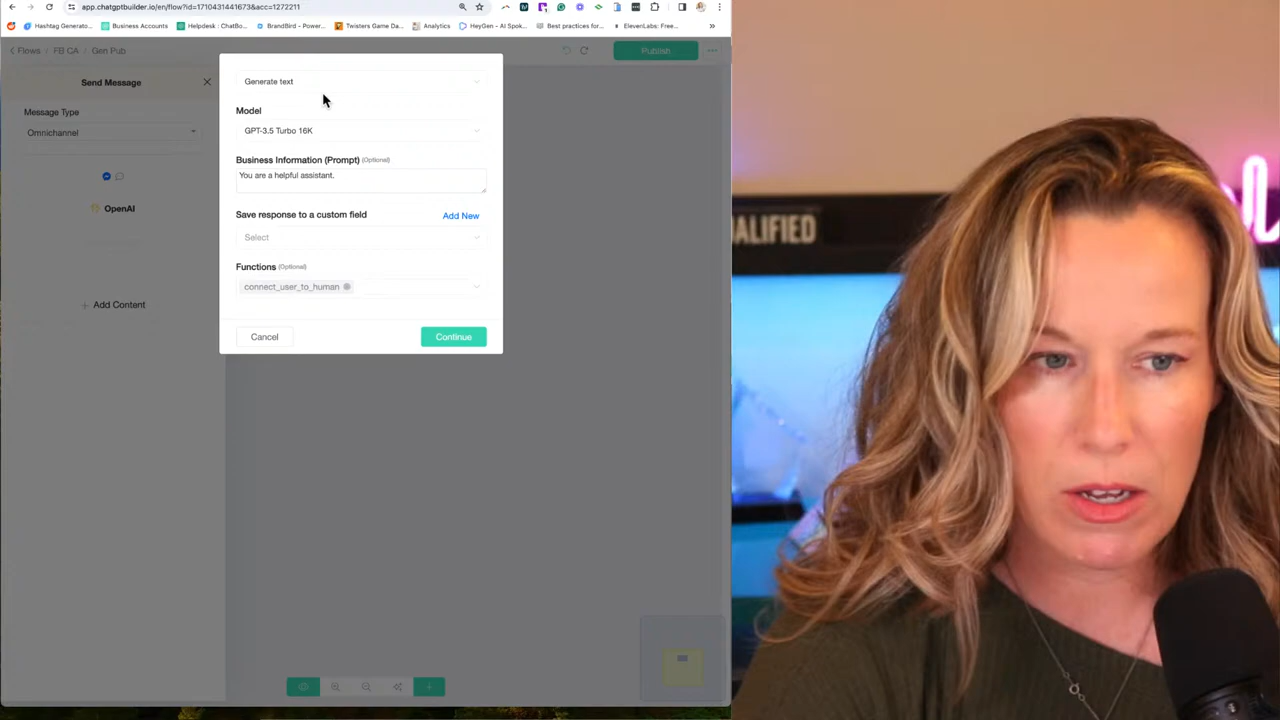 app.chatgptbuilder.io/en/flow?id=1710431441673&acc=1272211
Hashtag Generato...
Business Accounts
Helpdesk : ChatBo...
BrandBird – Power...
Twisters Game Da...
Analytics
HeyGen - AI Spok...
Best practices for...
ElevenLabs: Free...
Flows / FB CA / Gen Pub
Publish
Send Message
Message Type
Omnichannel
OpenAI
Add Content
Generate text
Model
GPT-3.5 Turbo 16K
Business Information (Prompt) (Optional)
You are a helpful assistant.
Save response to a custom field
Add New
Select
Functions (Optional)
connect_user_to_human
Cancel
Continue
QUALIFIED